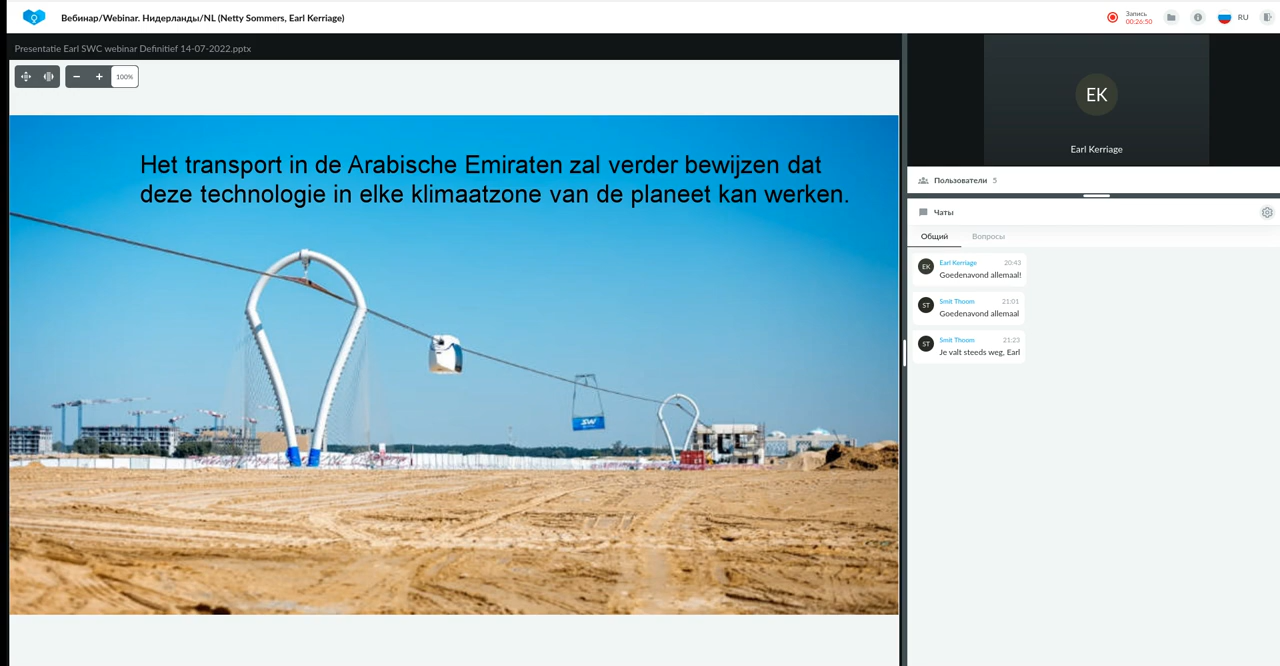 Вебинар/Webinar. Нидерланды/NL (Netty Sommers, Earl Kerriage)
Запись
00:26:50
RU
Presentatie Earl SWC webinar Definitief 14-07-2022.pptx
100%
Het transport in de Arabische Emiraten zal verder bewijzen dat
deze technologie in elke klimaatzone van de planeet kan werken.
SW
EK
Earl Kerriage
Пользователи 5
Чаты
Общий Вопросы
EK
Earl Kerriage 20:43
Goedenavond allemaal!
ST
Smit Thoom 21:01
Goedenavond allemaal
ST
Smit Thoom 21:23
Je valt steeds weg, Earl